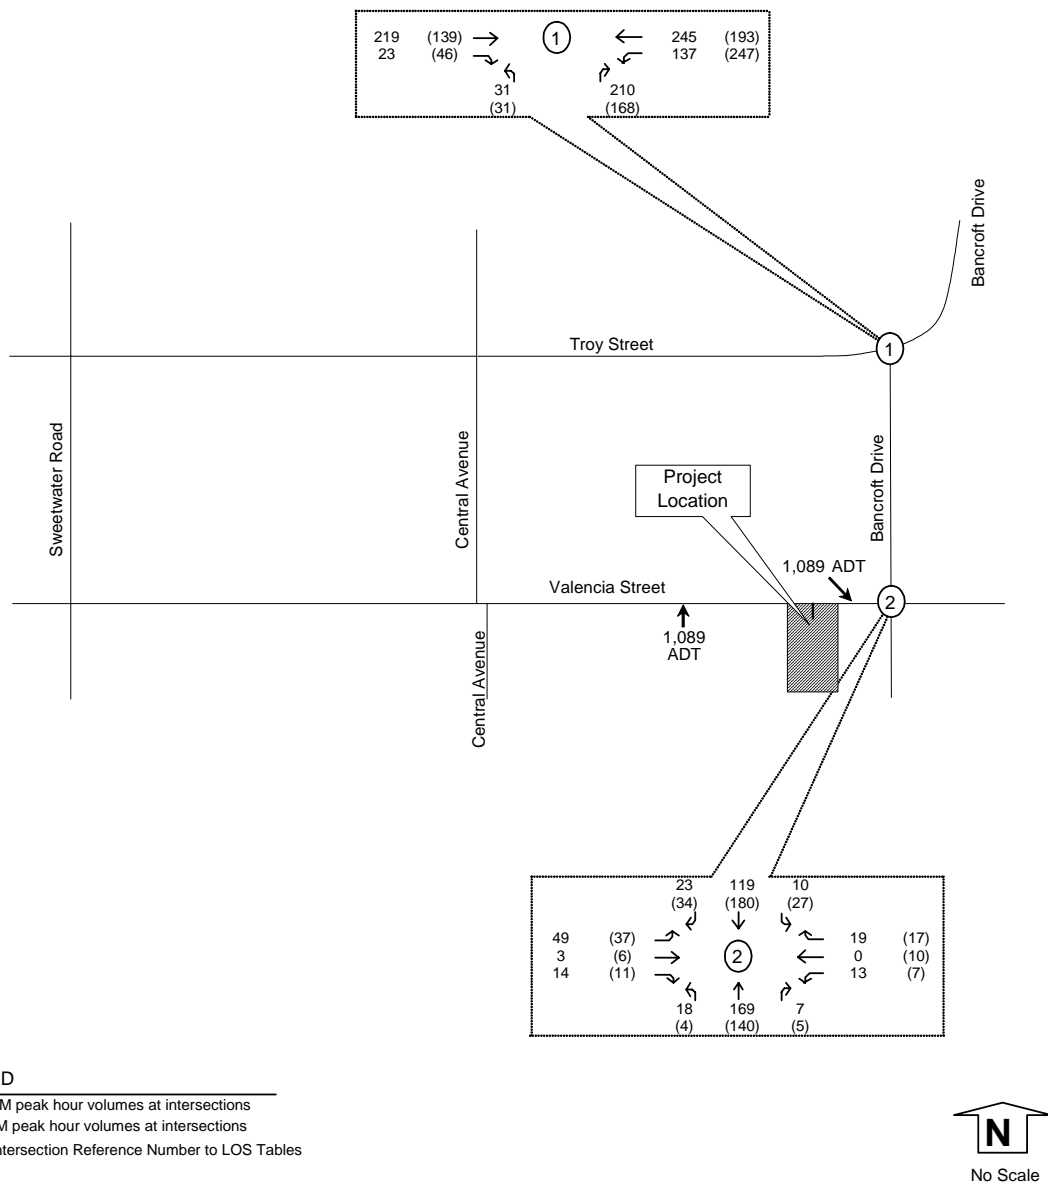 219 (139) 1 245 (193)
23 (46) 137 (247)
31 210
(31) (168)
Bancroft Drive
Troy Street
1
Sweetwater Road
Central Avenue
Bancroft Drive
Project
Location
1,089 ADT
Valencia Street
2
1,089
ADT
Central Avenue
23 119 10
(34) (180) (27)
49 (37) 19 (17)
3 (6) 2 0 (10)
14 (11) 13 (7)
18 169 7
(4) (140) (5)
D
M peak hour volumes at intersections
M peak hour volumes at intersections
ntersection Reference Number to LOS Tables
N
No Scale